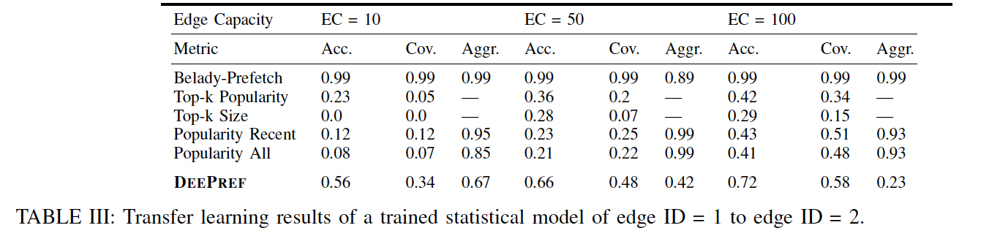 Edge Capacity EC = 10 EC = 50 EC = 100
Metric Acc. Cov. Aggr. Acc. Cov. Aggr. Acc. Cov. Aggr.
Belady-Prefetch 0.99 0.99 0.99 0.99 0.99 0.89 0.99 0.99 0.99
Top-k Popularity 0.23 0.05 — 0.36 0.2 — 0.42 0.34 —
Top-k Size 0.0 0.0 — 0.28 0.07 — 0.29 0.15 —
Popularity Recent 0.12 0.12 0.95 0.23 0.25 0.99 0.43 0.51 0.93
Popularity All 0.08 0.07 0.85 0.21 0.22 0.99 0.41 0.48 0.93
DEEPREF 0.56 0.34 0.67 0.66 0.48 0.42 0.72 0.58 0.23
TABLE III: Transfer learning results of a trained statistical model of edge ID = 1 to edge ID = 2.